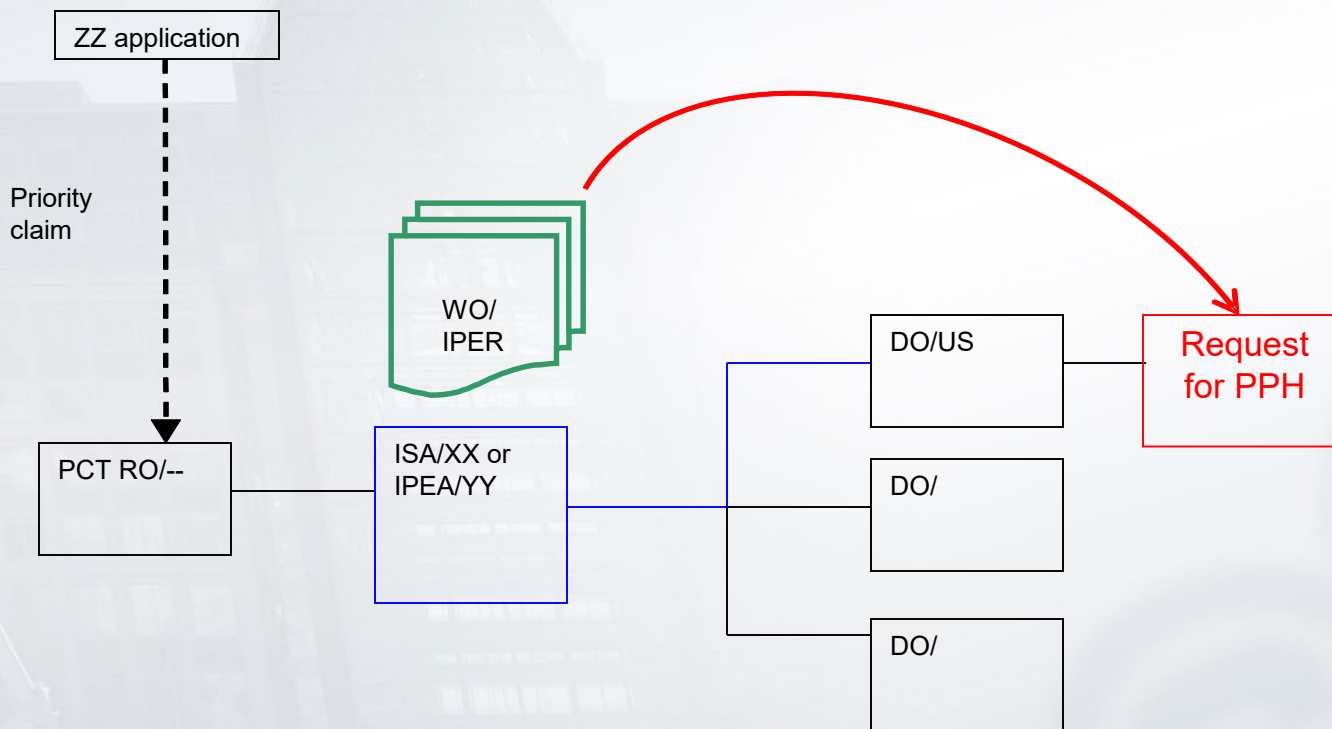 ZZ application
Priority
claim
WO/
IPER
PCT RO/--
ISA/XX or
IPEA/YY
DO/US
Request
for PPH
DO/
DO/